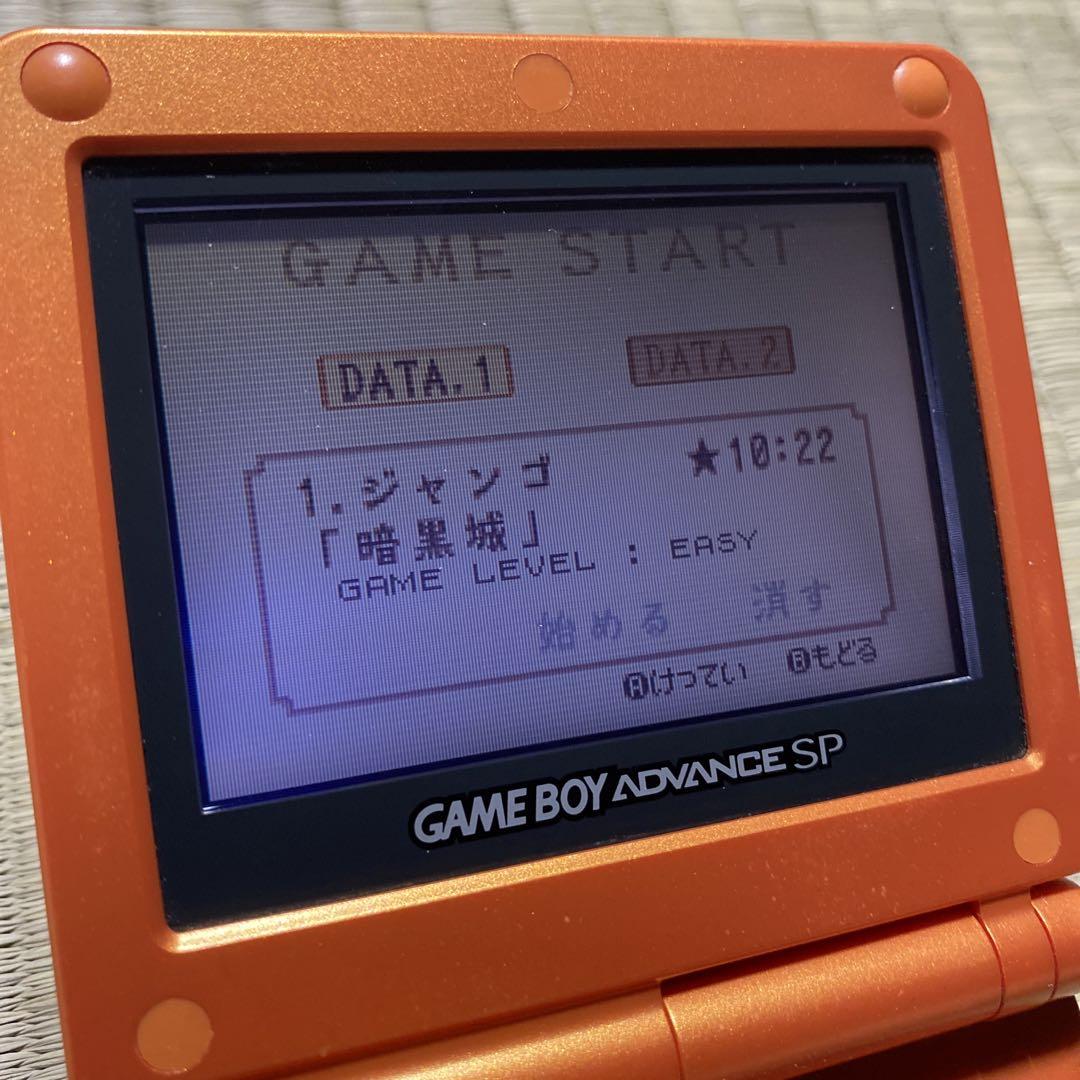 GAME START
DATA.1 DATA.2
1.ジャンゴ ★10:22
「暗黒城」
GAME LEVEL : EASY
始める 消す
Aけってい Bもどる
GAME BOY ADVANCE SP